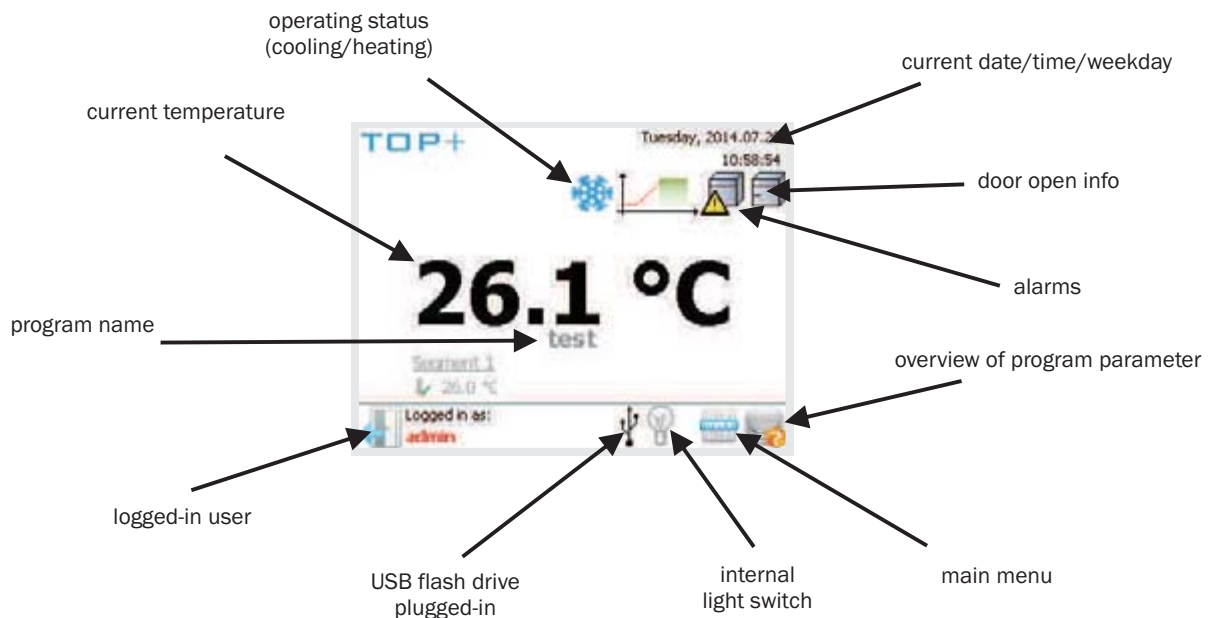 operating status
(cooling/heating)
current date/time/weekday
current temperature
TOP+
Tuesday, 2014.07.2
10:58:54
door open info
26.1 °C
alarms
program name
test
Segment 1
26.0 °C
overview of program parameter
Logged in as:
admin
logged-in user
USB flash drive
plugged-in
internal
light switch
main menu